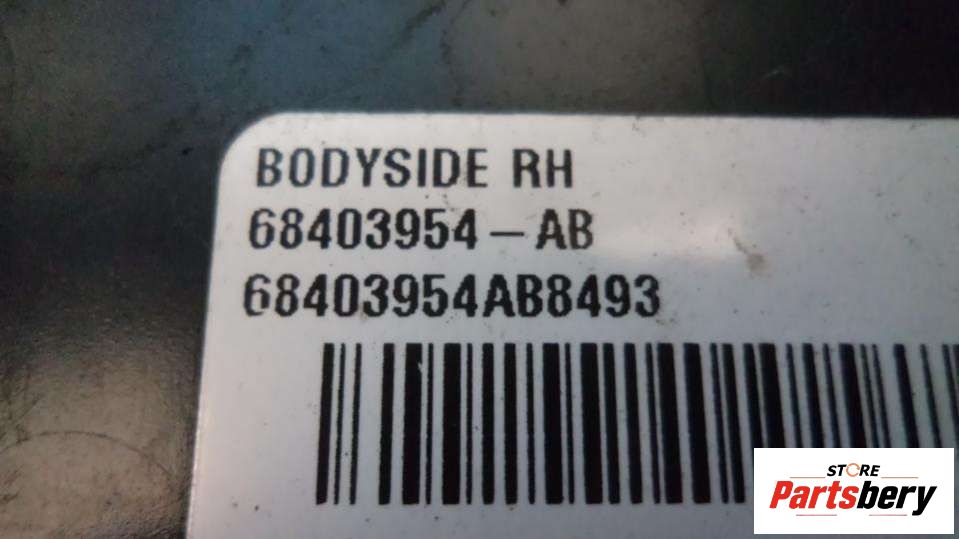 BODYSIDE RH
68403954-AB
68403954AB8493
STORE
Partsbery